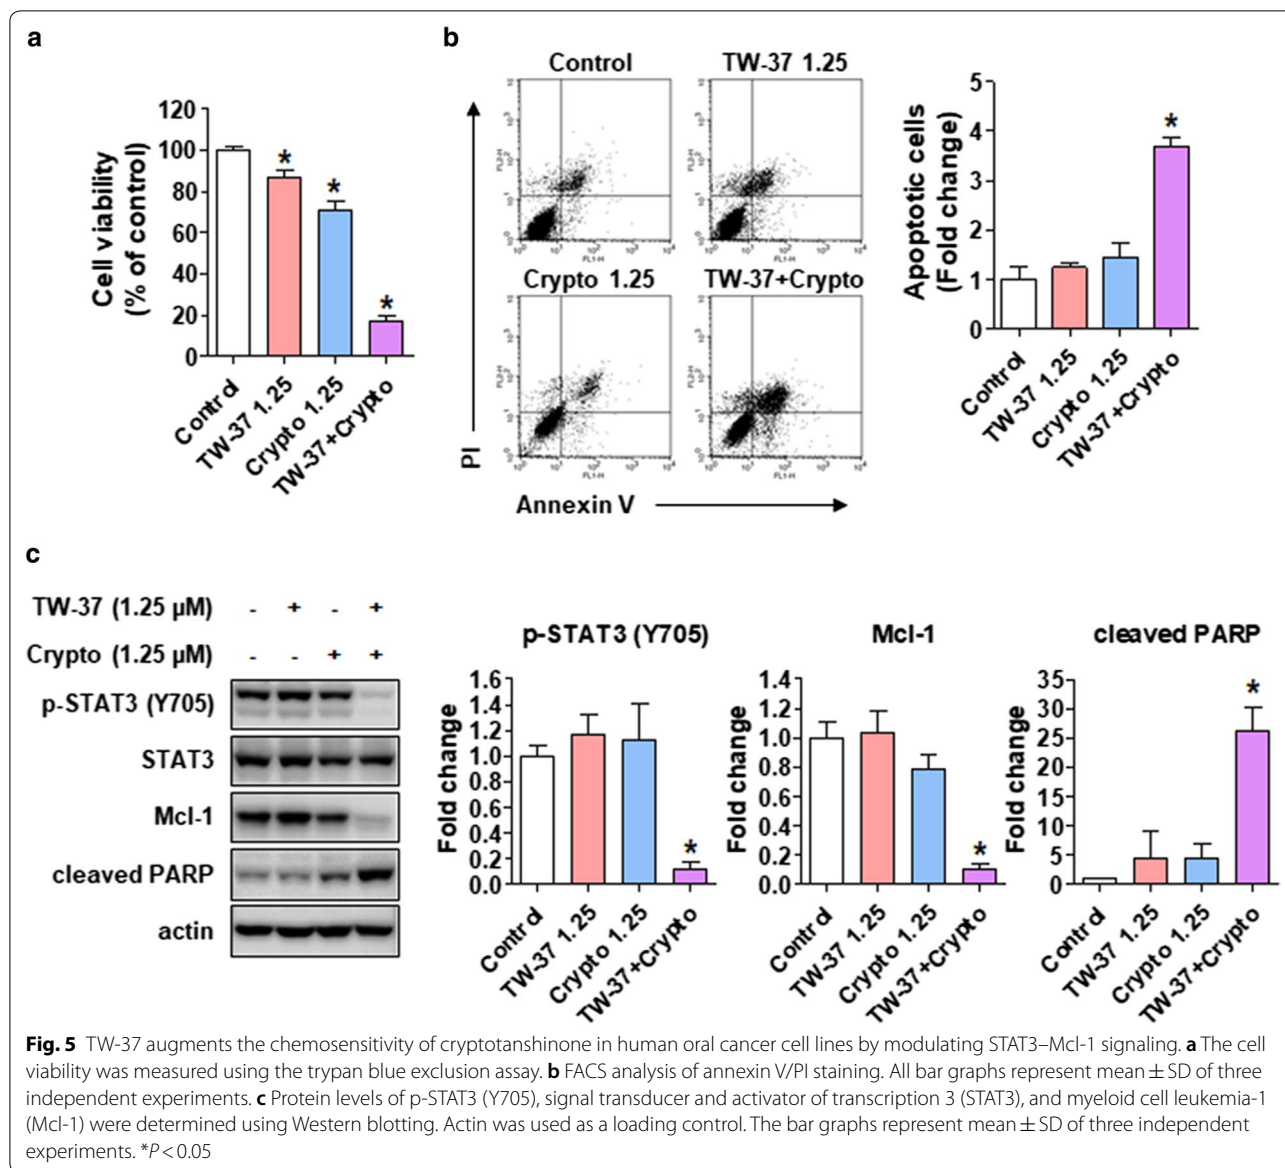 a
Cell viability
(% of control)
120
100
80
60
40
20
0
*
*
*
Control
TW-37 1.25
Crypto 1.25
TW-37+Crypto
b
Control
TW-37 1.25
Crypto 1.25
TW-37+Crypto
FL2-H
FL1-H
FL2-H
FL1-H
FL2-H
FL1-H
FL2-H
FL1-H
PI
Annexin V
Apoptotic cells
(Fold change)
5
4
3
2
1
0
*
Control
TW-37 1.25
Crypto 1.25
TW-37+Crypto
c
TW-37 (1.25 µM) - + - +
Crypto (1.25 µM) - - + +
p-STAT3 (Y705)
STAT3
Mcl-1
cleaved PARP
actin
p-STAT3 (Y705)
Fold change
1.6
1.4
1.2
1.0
0.8
0.6
0.4
0.2
0.0
*
Control
TW-37 1.25
Crypto 1.25
TW-37+Crypto
Mcl-1
Fold change
1.4
1.2
1.0
0.8
0.6
0.4
0.2
0.0
*
Control
TW-37 1.25
Crypto 1.25
TW-37+Crypto
cleaved PARP
Fold change
35
30
25
20
15
10
5
0
*
Control
TW-37 1.25
Crypto 1.25
TW-37+Crypto
Fig. 5 TW-37 augments the chemosensitivity of cryptotanshinone in human oral cancer cell lines by modulating STAT3–Mcl-1 signaling. a The cell
viability was measured using the trypan blue exclusion assay. b FACS analysis of annexin V/PI staining. All bar graphs represent mean ± SD of three
independent experiments. c Protein levels of p-STAT3 (Y705), signal transducer and activator of transcription 3 (STAT3), and myeloid cell leukemia-1
(Mcl-1) were determined using Western blotting. Actin was used as a loading control. The bar graphs represent mean ± SD of three independent
experiments. *P < 0.05